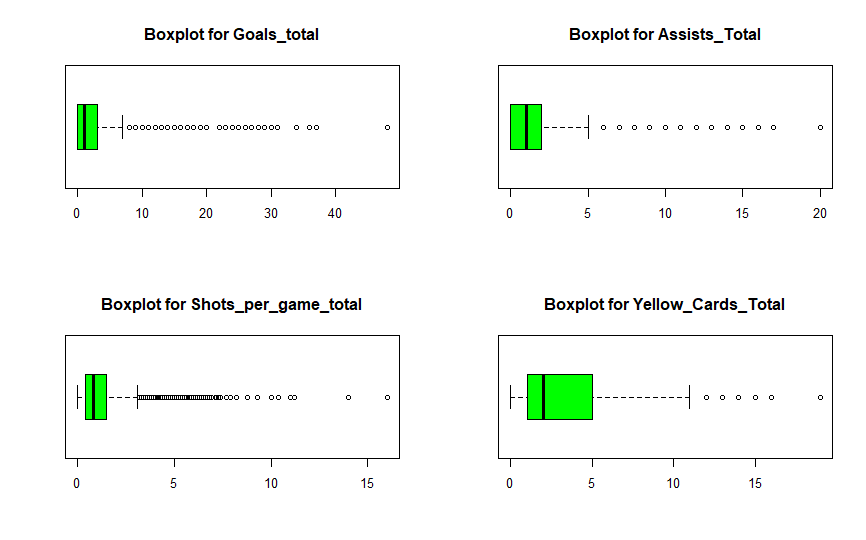 Boxplot for Goals_total
0 10 20 30 40
Boxplot for Assists_Total
0 5 10 15 20
Boxplot for Shots_per_game_total
0 5 10 15
Boxplot for Yellow_Cards_Total
0 5 10 15